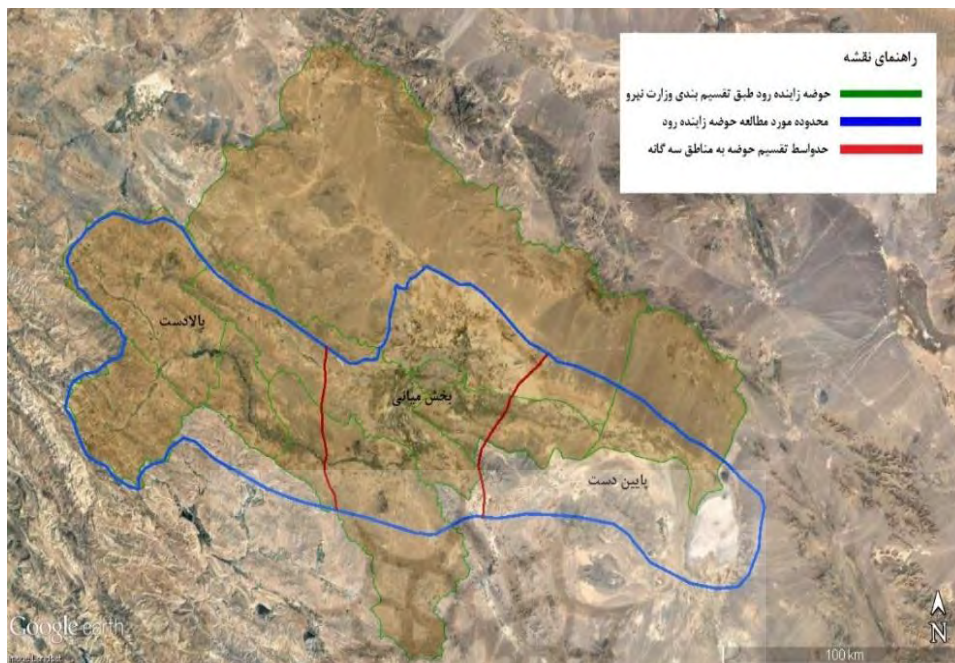 راهنمای نقشه
حوضه زاینده رود طبق تقسیم بندی وزارت نیرو
محدوده مورد مطالعه حوضه زاینده رود
حدواسط تقسیم حوضه به مناطق سه گانه
بالادست
بخش میانی
پایین دست
Google earth
100 km
N